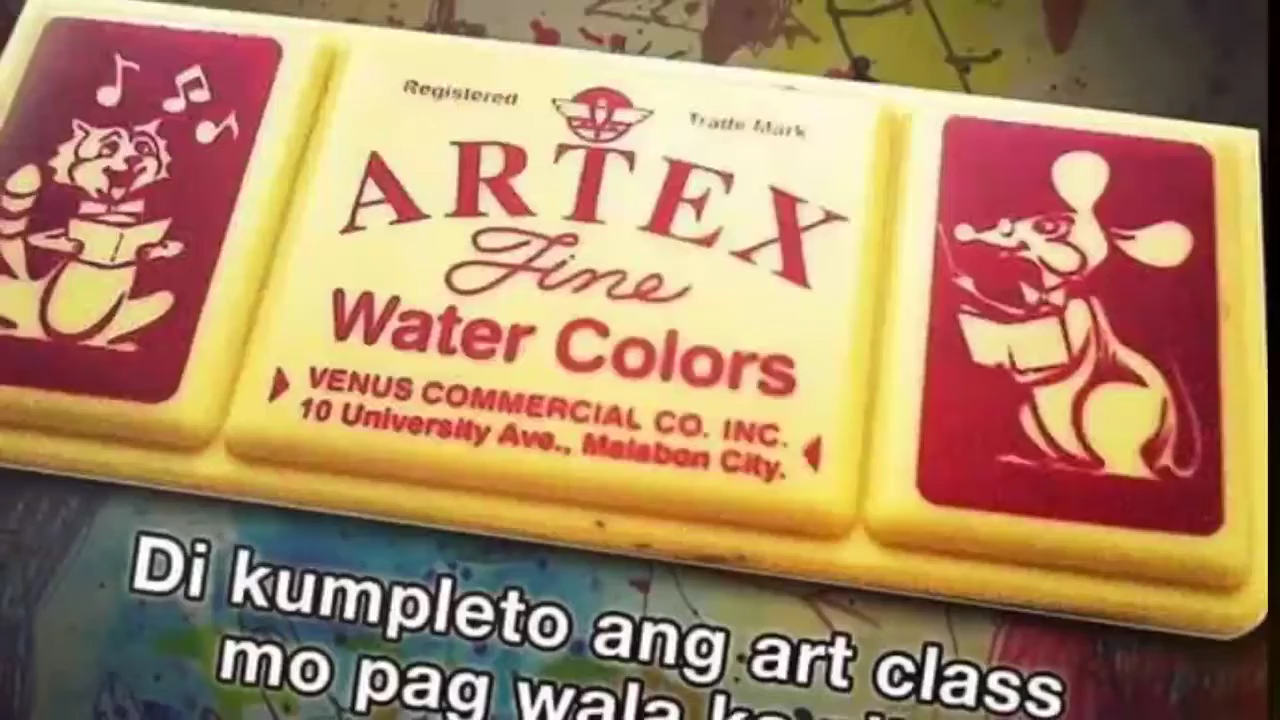 Registered Trade Mark
ARTEX
Fine
Water Colors
VENUS COMMERCIAL CO. INC.
10 University Ave., Malabon City.
Di kumpleto ang art class
mo pag wala ka